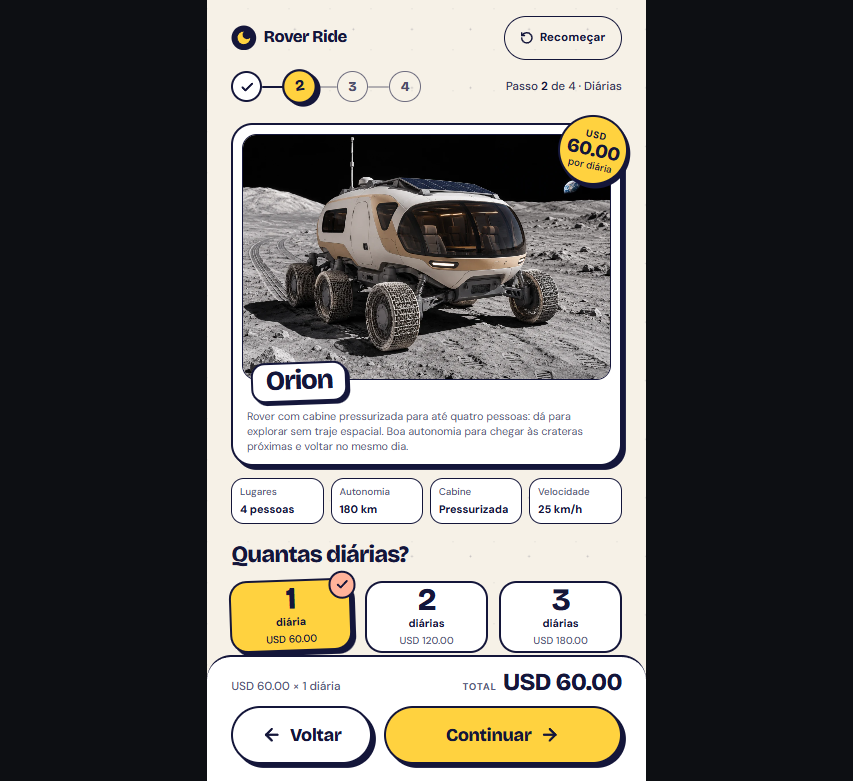 Rover Ride
Recomeçar
2
3
4
Passo 2 de 4 · Diárias
USD
60.00
por diária
Orion
Rover com cabine pressurizada para até quatro pessoas: dá para
explorar sem traje espacial. Boa autonomia para chegar às crateras
próximas e voltar no mesmo dia.
Lugares
4 pessoas
Autonomia
180 km
Cabine
Pressurizada
Velocidade
25 km/h
Quantas diárias?
1
diária
USD 60.00
2
diárias
USD 120.00
3
diárias
USD 180.00
USD 60.00 × 1 diária
TOTAL USD 60.00
Voltar
Continuar